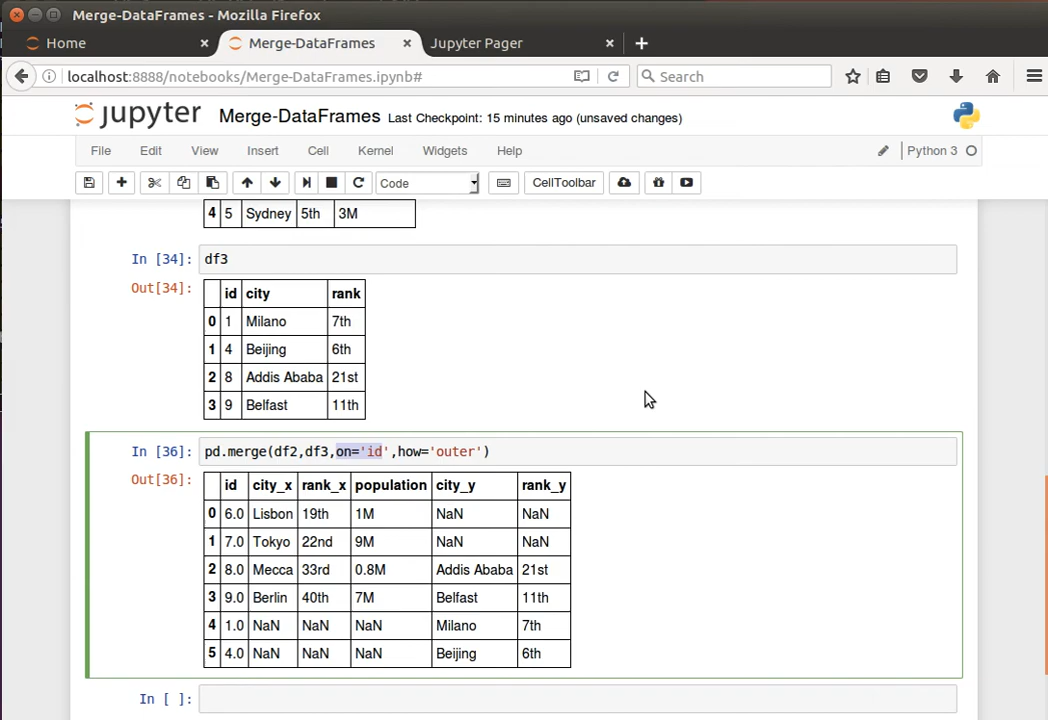 Merge-DataFrames - Mozilla Firefox
Home Merge-DataFrames Jupyter Pager
localhost:8888/notebooks/Merge-DataFrames.ipynb# Search
jupyter Merge-DataFrames Last Checkpoint: 15 minutes ago (unsaved changes)
File Edit View Insert Cell Kernel Widgets Help Python 3
Code CellToolbar
4 5 Sydney 5th 3M
In [34]: df3
Out[34]: id city rank
0 1 Milano 7th
1 4 Beijing 6th
2 8 Addis Ababa 21st
3 9 Belfast 11th
In [36]: pd.merge(df2,df3,on='id',how='outer')
Out[36]: id city_x rank_x population city_y rank_y
0 6.0 Lisbon 19th 1M NaN NaN
1 7.0 Tokyo 22nd 9M NaN NaN
2 8.0 Mecca 33rd 0.8M Addis Ababa 21st
3 9.0 Berlin 40th 7M Belfast 11th
4 1.0 NaN NaN NaN Milano 7th
5 4.0 NaN NaN NaN Beijing 6th
In [ ]: